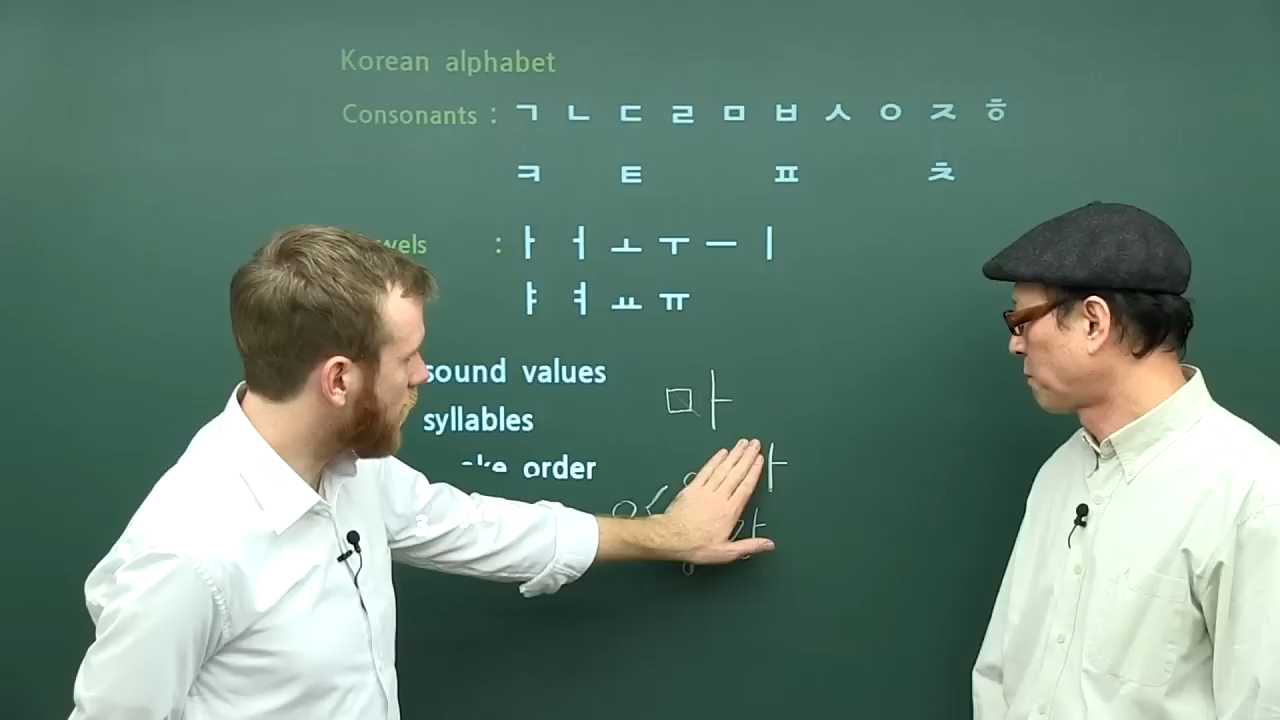 Korean alphabet
Consonants : ㄱ ㄴ ㄷ ㄹ ㅁ ㅂ ㅅ ㅇ ㅈ ㅎ
ㅋ ㅌ ㅍ ㅊ
: ㅏ ㅓ ㅗ ㅜ ㅡ ㅣ
ㅑ ㅕ ㅛ ㅠ
sound values
syllables
order
마